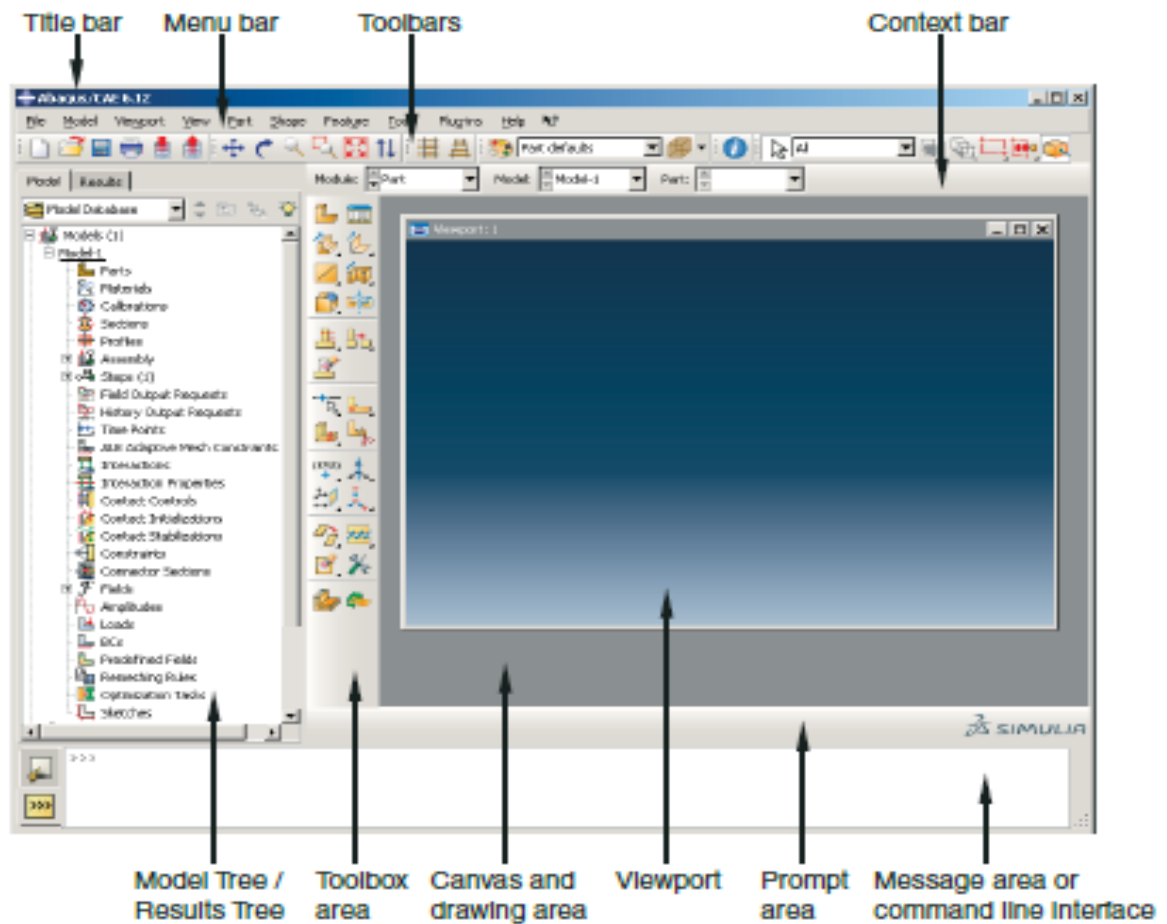 Title bar Menu bar Toolbars Context bar
Abaqus/CAE 6.12
File Model Viewport View Part Shape Feature Tools Plug-ins Help
Part defaults All
Model Results Module: Part Model: Model-1 Part:
Model Database
Viewport: 1
Models (1)
Model-1
Parts
Materials
Calibrations
Sections
Profiles
Assembly
Steps (1)
Field Output Requests
History Output Requests
Time Points
ALE Adaptive Mesh Constraints
Interactions
Interaction Properties
Contact Controls
Contact Initializations
Contact Stabilizations
Constraints
Connector Sections
Fields
Amplitudes
Loads
BCs
Predefined Fields
Remeshing Rules
Optimization Tasks
Sketches
SIMULIA
>>>
>>>
Model Tree / Toolbox Canvas and Viewport Prompt Message area or
Results Tree area drawing area area command line interface